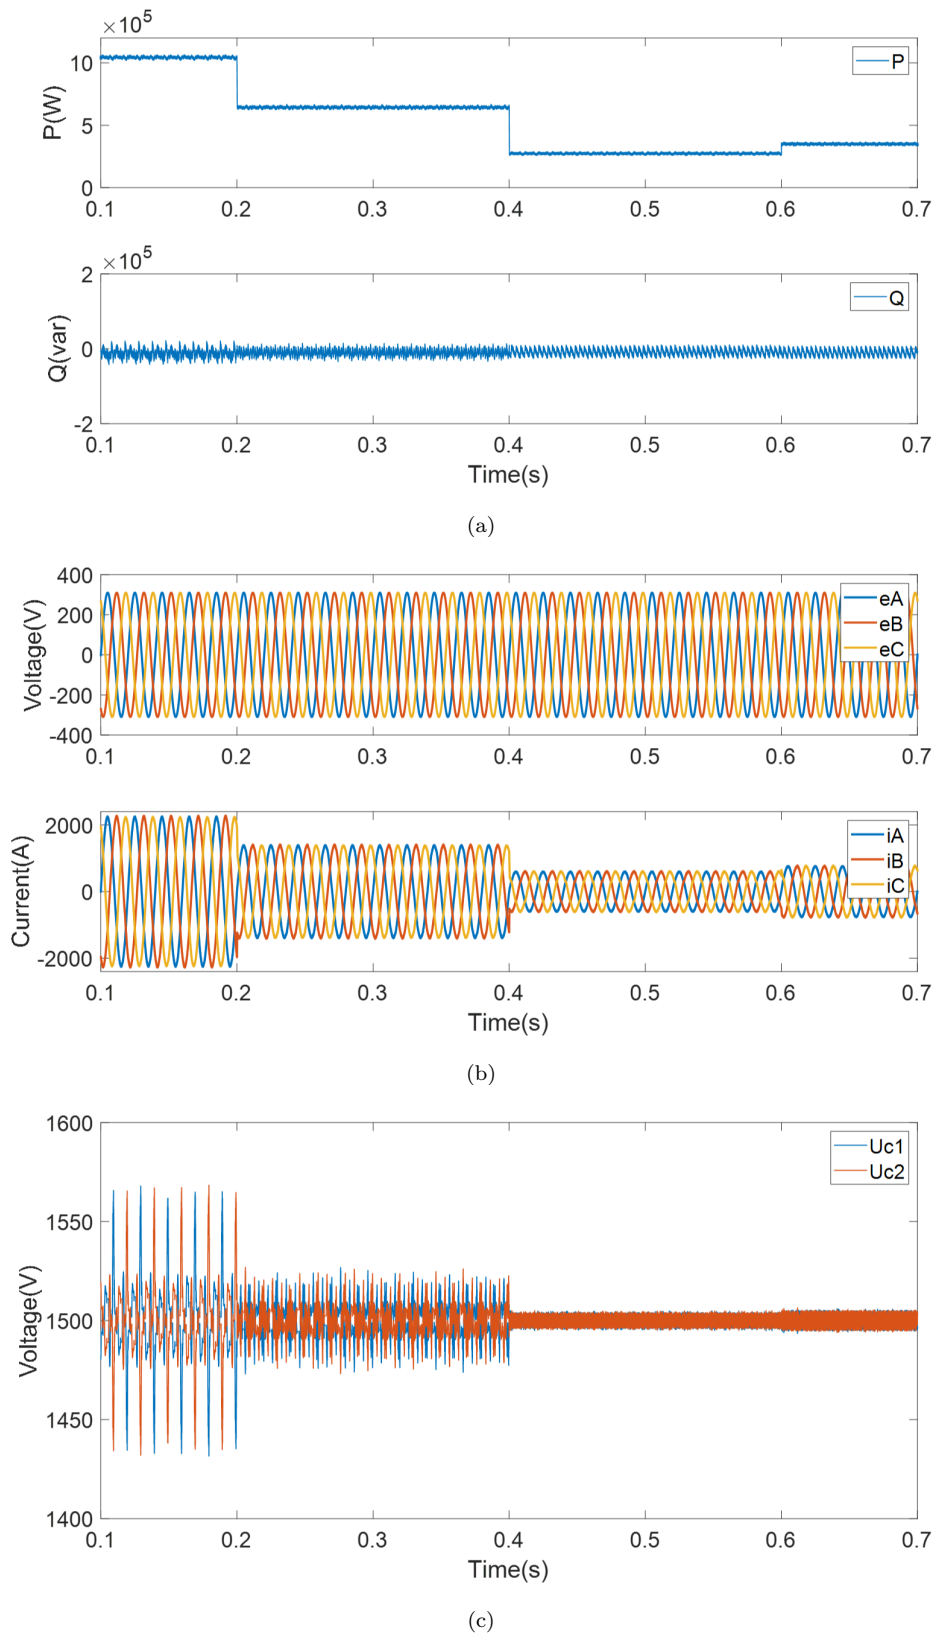 ×10^5
10
5
0
P(W)
P
0.1 0.2 0.3 0.4 0.5 0.6 0.7
×10^5
2
0
-2
Q(var)
Q
0.1 0.2 0.3 0.4 0.5 0.6 0.7
Time(s)
(a)
400
200
0
-200
-400
Voltage(V)
eA
eB
eC
0.1 0.2 0.3 0.4 0.5 0.6 0.7
2000
0
-2000
Current(A)
iA
iB
iC
0.1 0.2 0.3 0.4 0.5 0.6 0.7
Time(s)
(b)
1600
1550
1500
1450
1400
Voltage(V)
Uc1
Uc2
0.1 0.2 0.3 0.4 0.5 0.6 0.7
Time(s)
(c)